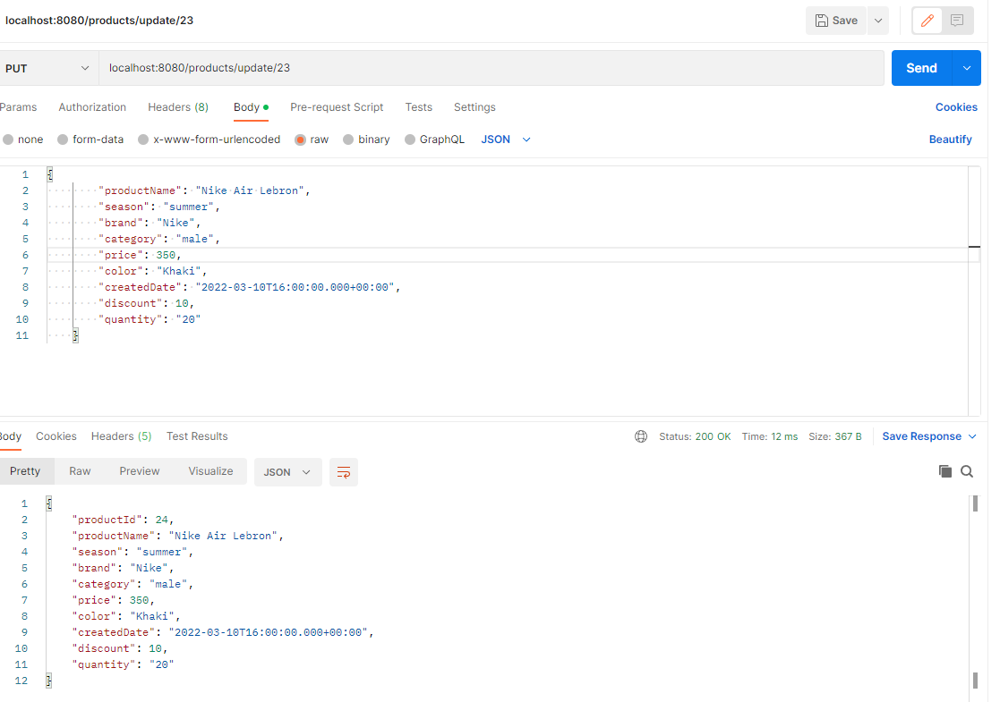 localhost:8080/products/update/23
Save
PUT
localhost:8080/products/update/23
Send
Params Authorization Headers (8) Body Pre-request Script Tests Settings Cookies
none form-data x-www-form-urlencoded raw binary GraphQL JSON Beautify
1 {
2 "productName": "Nike Air Lebron",
3 "season": "summer",
4 "brand": "Nike",
5 "category": "male",
6 "price": 350,
7 "color": "Khaki",
8 "createdDate": "2022-03-10T16:00:00.000+00:00",
9 "discount": 10,
10 "quantity": "20"
11 }
Body Cookies Headers (5) Test Results Status: 200 OK Time: 12 ms Size: 367 B Save Response
Pretty Raw Preview Visualize JSON
1 {
2 "productId": 24,
3 "productName": "Nike Air Lebron",
4 "season": "summer",
5 "brand": "Nike",
6 "category": "male",
7 "price": 350,
8 "color": "Khaki",
9 "createdDate": "2022-03-10T16:00:00.000+00:00",
10 "discount": 10,
11 "quantity": "20"
12 }